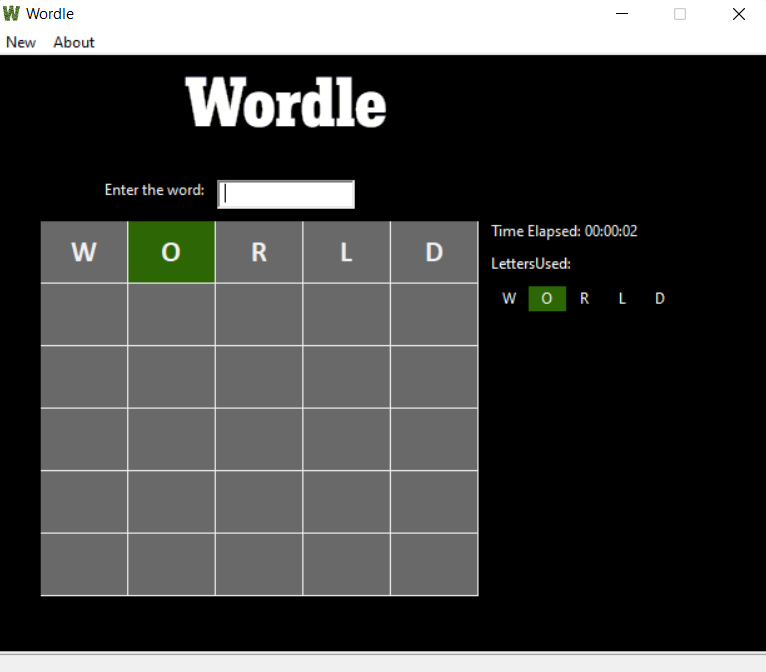 Wordle
New About
Wordle
Enter the word:
W O R L D
Time Elapsed: 00:00:02
LettersUsed:
W O R L D